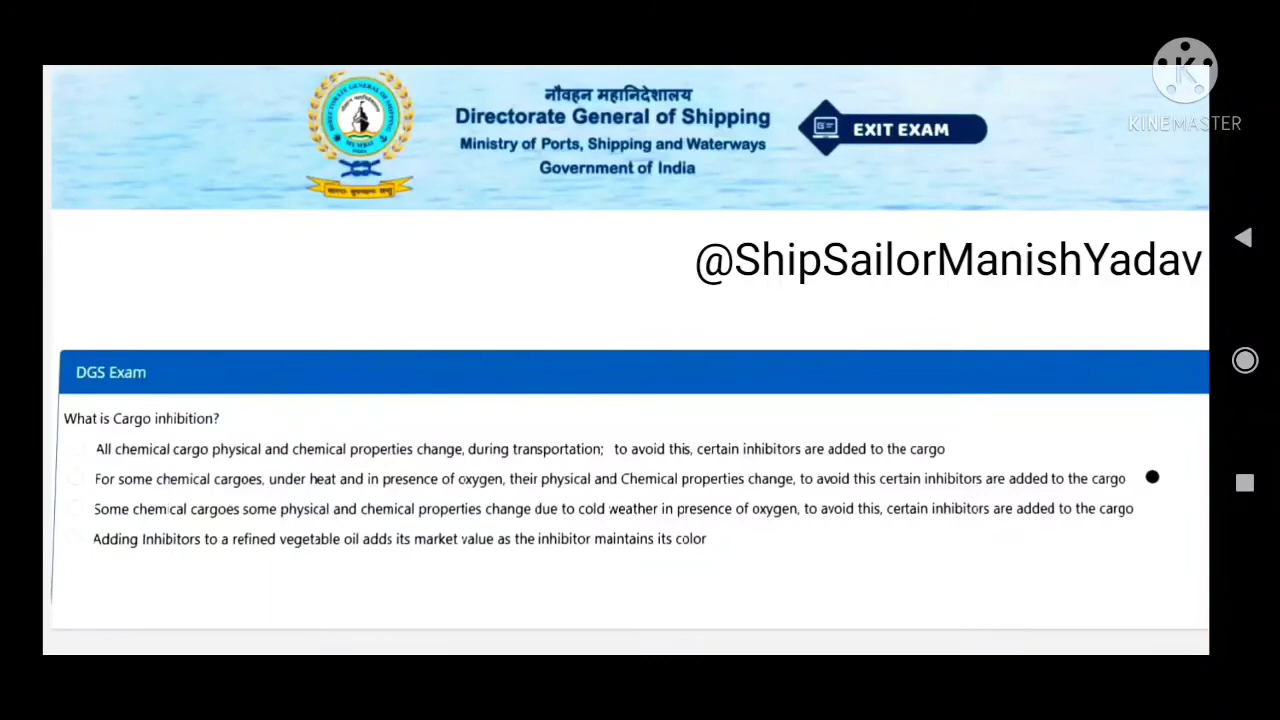 नौवहन महानिदेशालय
Directorate General of Shipping
Ministry of Ports, Shipping and Waterways
Government of India
EXIT EXAM
KINEMASTER
@ShipSailorManishYadav
DGS Exam
What is Cargo inhibition?
All chemical cargo physical and chemical properties change, during transportation; to avoid this, certain inhibitors are added to the cargo
For some chemical cargoes, under heat and in presence of oxygen, their physical and Chemical properties change, to avoid this certain inhibitors are added to the cargo
Some chemical cargoes some physical and chemical properties change due to cold weather in presence of oxygen, to avoid this, certain inhibitors are added to the cargo
Adding Inhibitors to a refined vegetable oil adds its market value as the inhibitor maintains its color